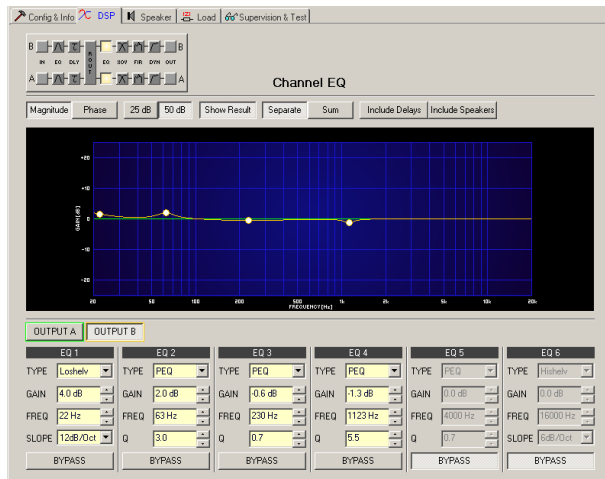 Config & Info DSP Speaker Load Supervision & Test
B B
IN EQ DLY ROUT EQ XOV FIR DYN OUT
A A
Channel EQ
Magnitude Phase 25 dB 50 dB Show Result Separate Sum Include Delays Include Speakers
+20
+10
GAIN[dB]
0
-10
-20
20 50 100 200 500 1k 2k 5k 10k 20k
FREQUENCY[Hz]
OUTPUT A OUTPUT B
EQ 1 EQ 2 EQ 3 EQ 4 EQ 5 EQ 6
TYPE Loshelv TYPE PEQ TYPE PEQ TYPE PEQ TYPE PEQ TYPE Hishelv
GAIN 4.0 dB GAIN 2.0 dB GAIN -0.6 dB GAIN -1.3 dB GAIN 0.0 dB GAIN 0.0 dB
FREQ 22 Hz FREQ 63 Hz FREQ 230 Hz FREQ 1123 Hz FREQ 4000 Hz FREQ 16000 Hz
SLOPE 12dB/Oct Q 3.0 Q 0.7 Q 5.5 Q 0.7 SLOPE 6dB/Oct
BYPASS BYPASS BYPASS BYPASS BYPASS BYPASS